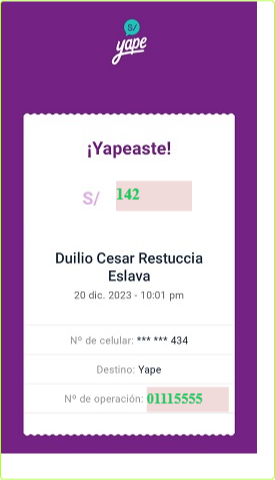 S/
yape
¡Yapeaste!
S/ 142
Duilio Cesar Restuccia
Eslava
20 dic. 2023 - 10:01 pm
Nº de celular: *** *** 434
Destino: Yape
Nº de operación: 01115555